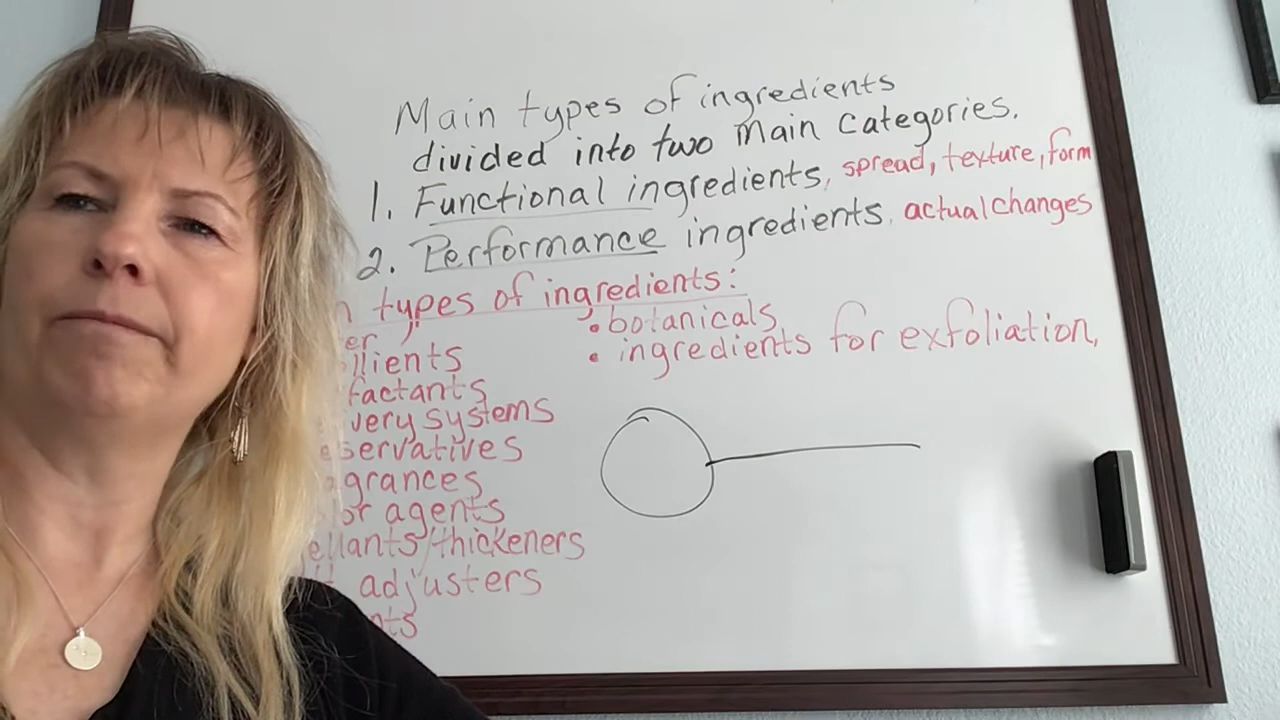 Main types of ingredients
divided into two main categories.
1. Functional ingredients, spread, texture, form
2. Performance ingredients. actual changes
types of ingredients:
• botanicals
• ingredients for exfoliation,
er
llients
factants
very systems
servatives
grances
or agents
ellants/thickeners
adjusters
nts